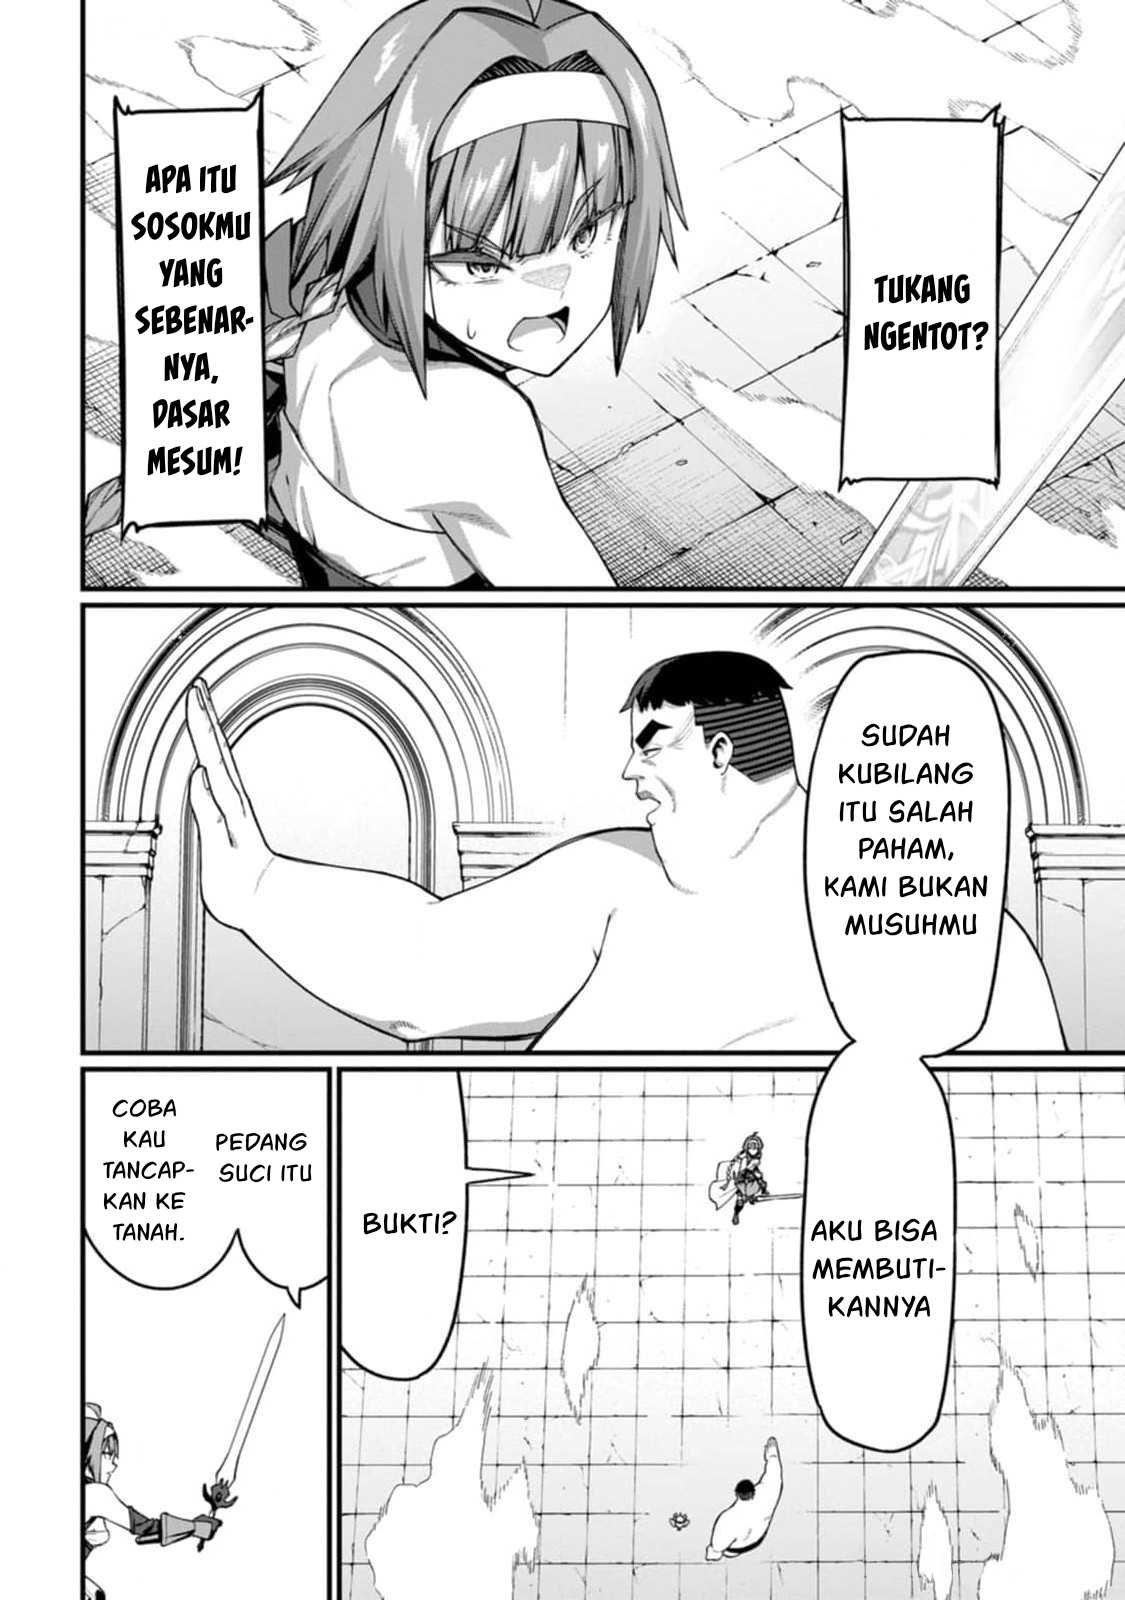 TUKANG
NGENTOT?
APA ITU
SOSOKMU
YANG
SEBENAR-
NYA,
DASAR
MESUM!
SUDAH
KUBILANG
ITU SALAH
PAHAM,
KAMI BUKAN
MUSUHMU
AKU BISA
MEMBUTI-
KANNYA
BUKTI?
PEDANG
SUCI ITU
COBA
KAU
TANCAP-
KAN KE
TANAH.